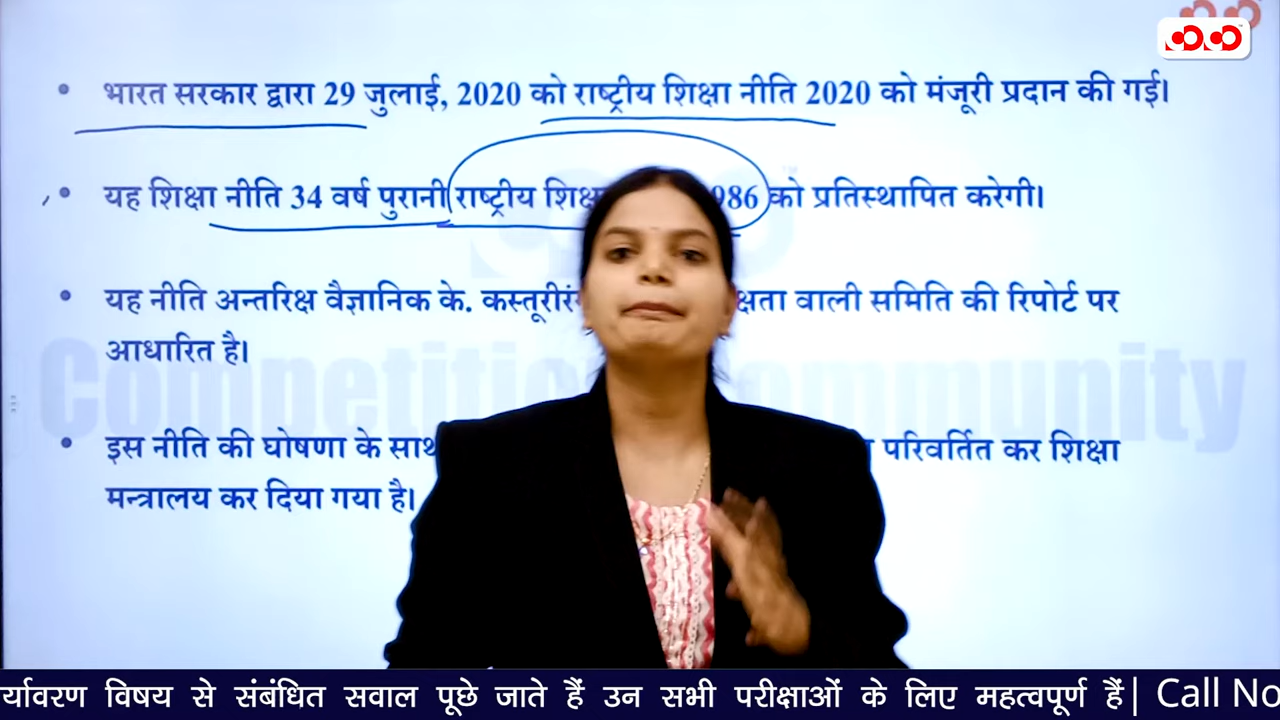 भारत सरकार द्वारा 29 जुलाई, 2020 को राष्ट्रीय शिक्षा नीति 2020 को मंजूरी प्रदान की गई।
यह शिक्षा नीति 34 वर्ष पुरानी राष्ट्रीय 986 को प्रतिस्थापित करेगी।
यह नीति अन्तरिक्ष वैज्ञानिक के. वाली समिति की रिपोर्ट पर
आधारित है।
इस नीति की घोषणा के साथ परिवर्तित कर शिक्षा
मन्त्रालय कर दिया गया है।
Competition Community
र्यावरण विषय से संबंधित सवाल पूछे जाते हैं उन सभी परीक्षाओं के लिए महत्वपूर्ण हैं| Call No